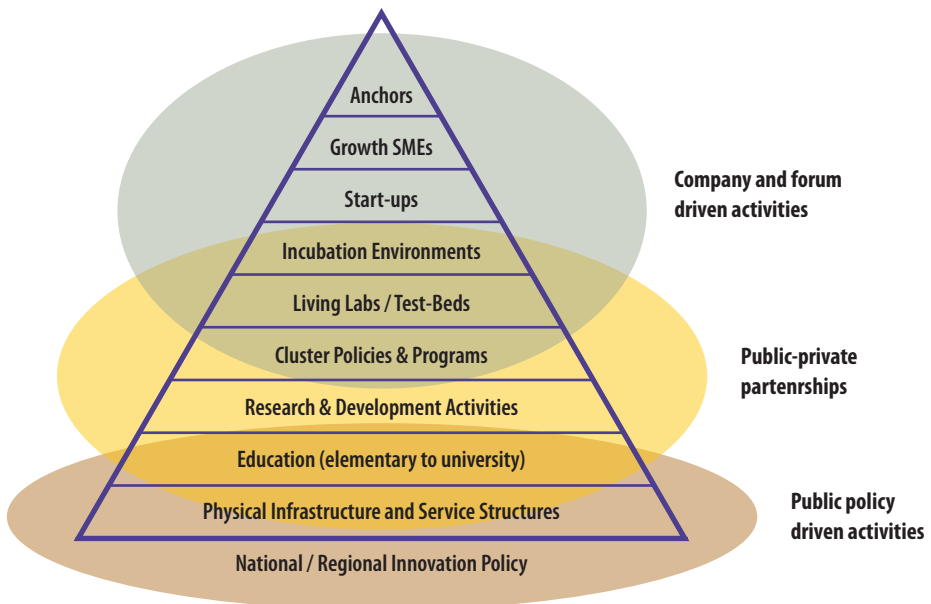 Anchors
Growth SMEs
Start-ups
Incubation Environments
Living Labs / Test-Beds
Cluster Policies & Programs
Research & Development Activities
Education (elementary to university)
Physical Infrastructure and Service Structures
National / Regional Innovation Policy
Company and forum
driven activities
Public-private
partenrships
Public policy
driven activities